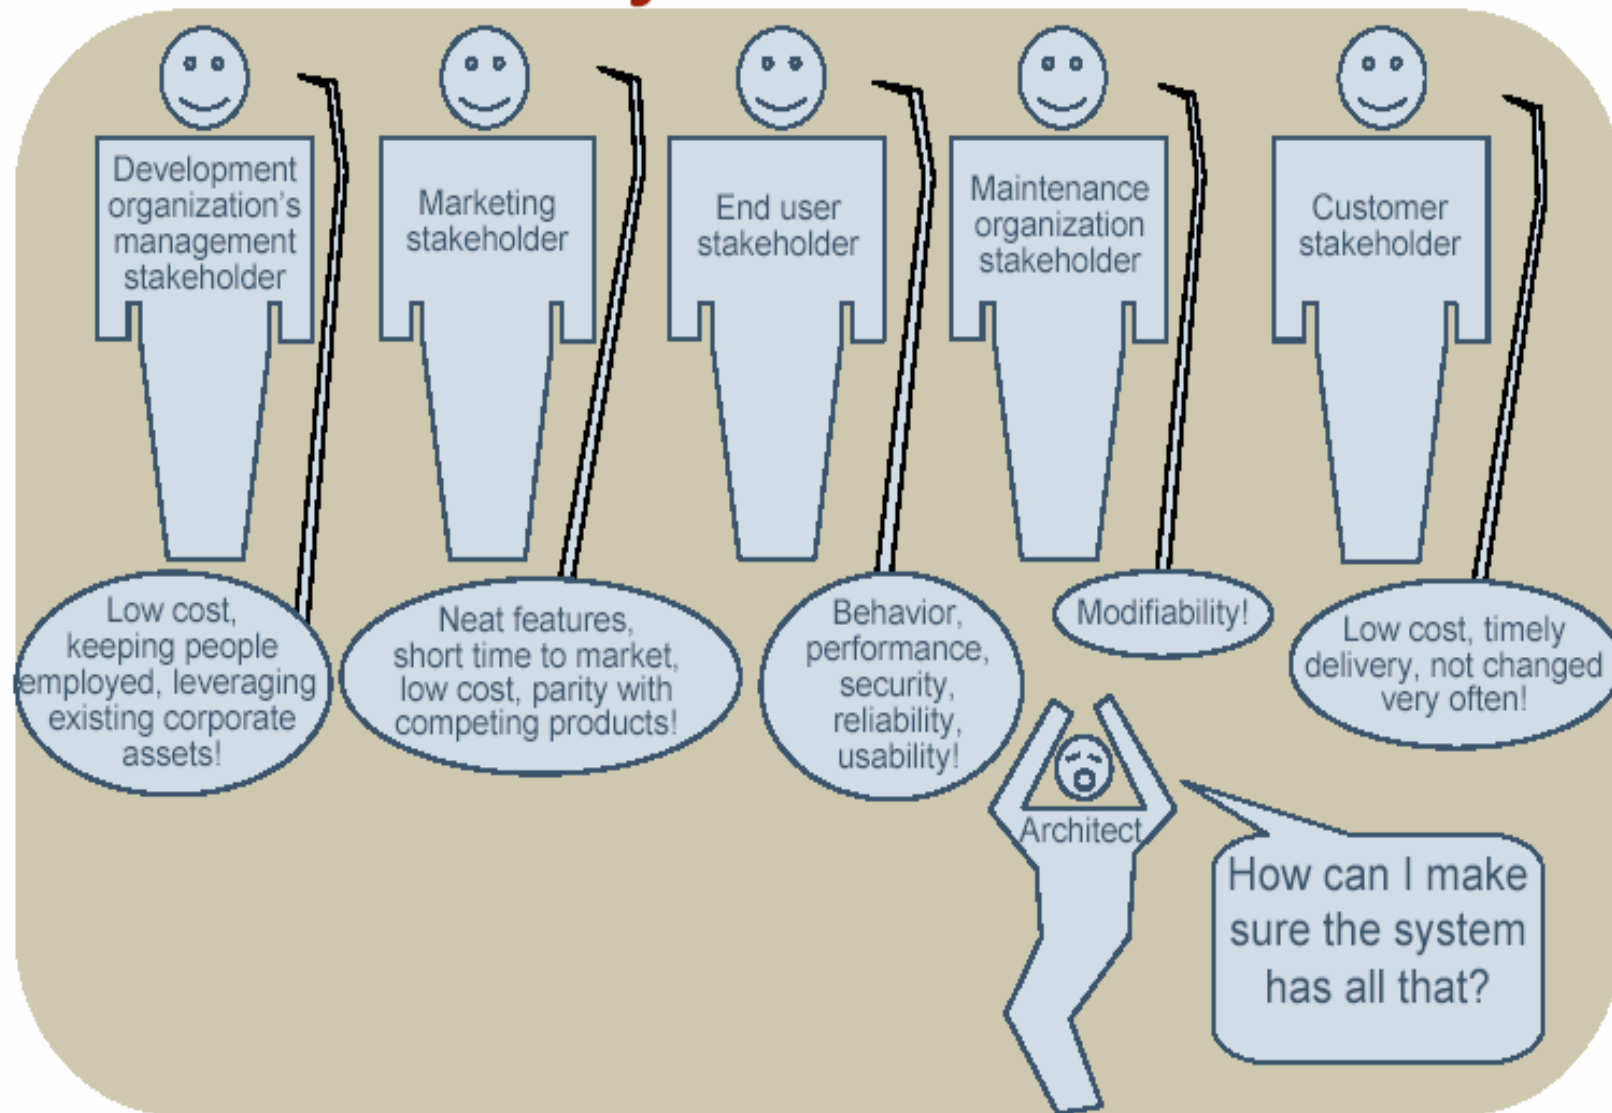 Development
organization's
management
stakeholder
Marketing
stakeholder
End user
stakeholder
Maintenance
organization
stakeholder
Customer
stakeholder
Low cost,
keeping people
employed, leveraging
existing corporate
assets!
Neat features,
short time to market,
low cost, parity with
competing products!
Behavior,
performance,
security,
reliability,
usability!
Modifiability!
Low cost, timely
delivery, not changed
very often!
Architect
How can I make
sure the system
has all that?